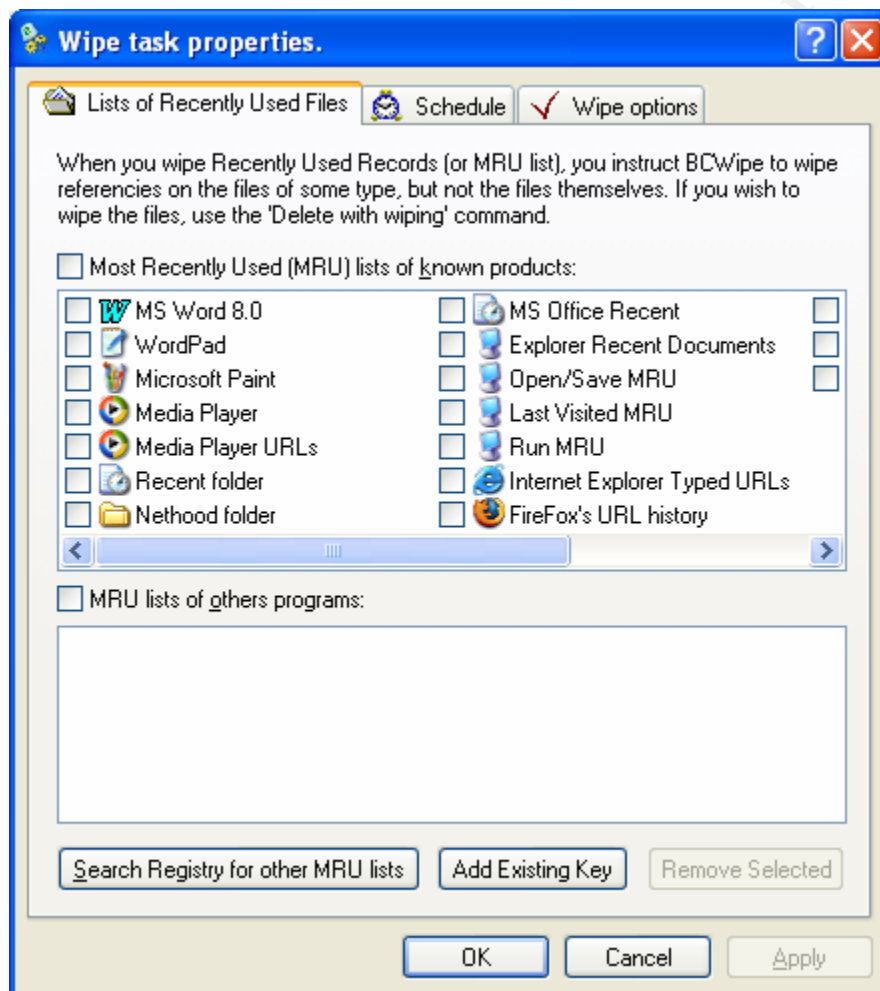 Wipe task properties.
Lists of Recently Used Files
Schedule
Wipe options
When you wipe Recently Used Records (or MRU list), you instruct BCWipe to wipe
referencies on the files of some type, but not the files themselves. If you wish to
wipe the files, use the 'Delete with wiping' command.
Most Recently Used (MRU) lists of known products:
MS Word 8.0
WordPad
Microsoft Paint
Media Player
Media Player URLs
Recent folder
Nethood folder
MS Office Recent
Explorer Recent Documents
Open/Save MRU
Last Visited MRU
Run MRU
Internet Explorer Typed URLs
FireFox's URL history
MRU lists of others programs:
Search Registry for other MRU lists
Add Existing Key
Remove Selected
OK
Cancel
Apply